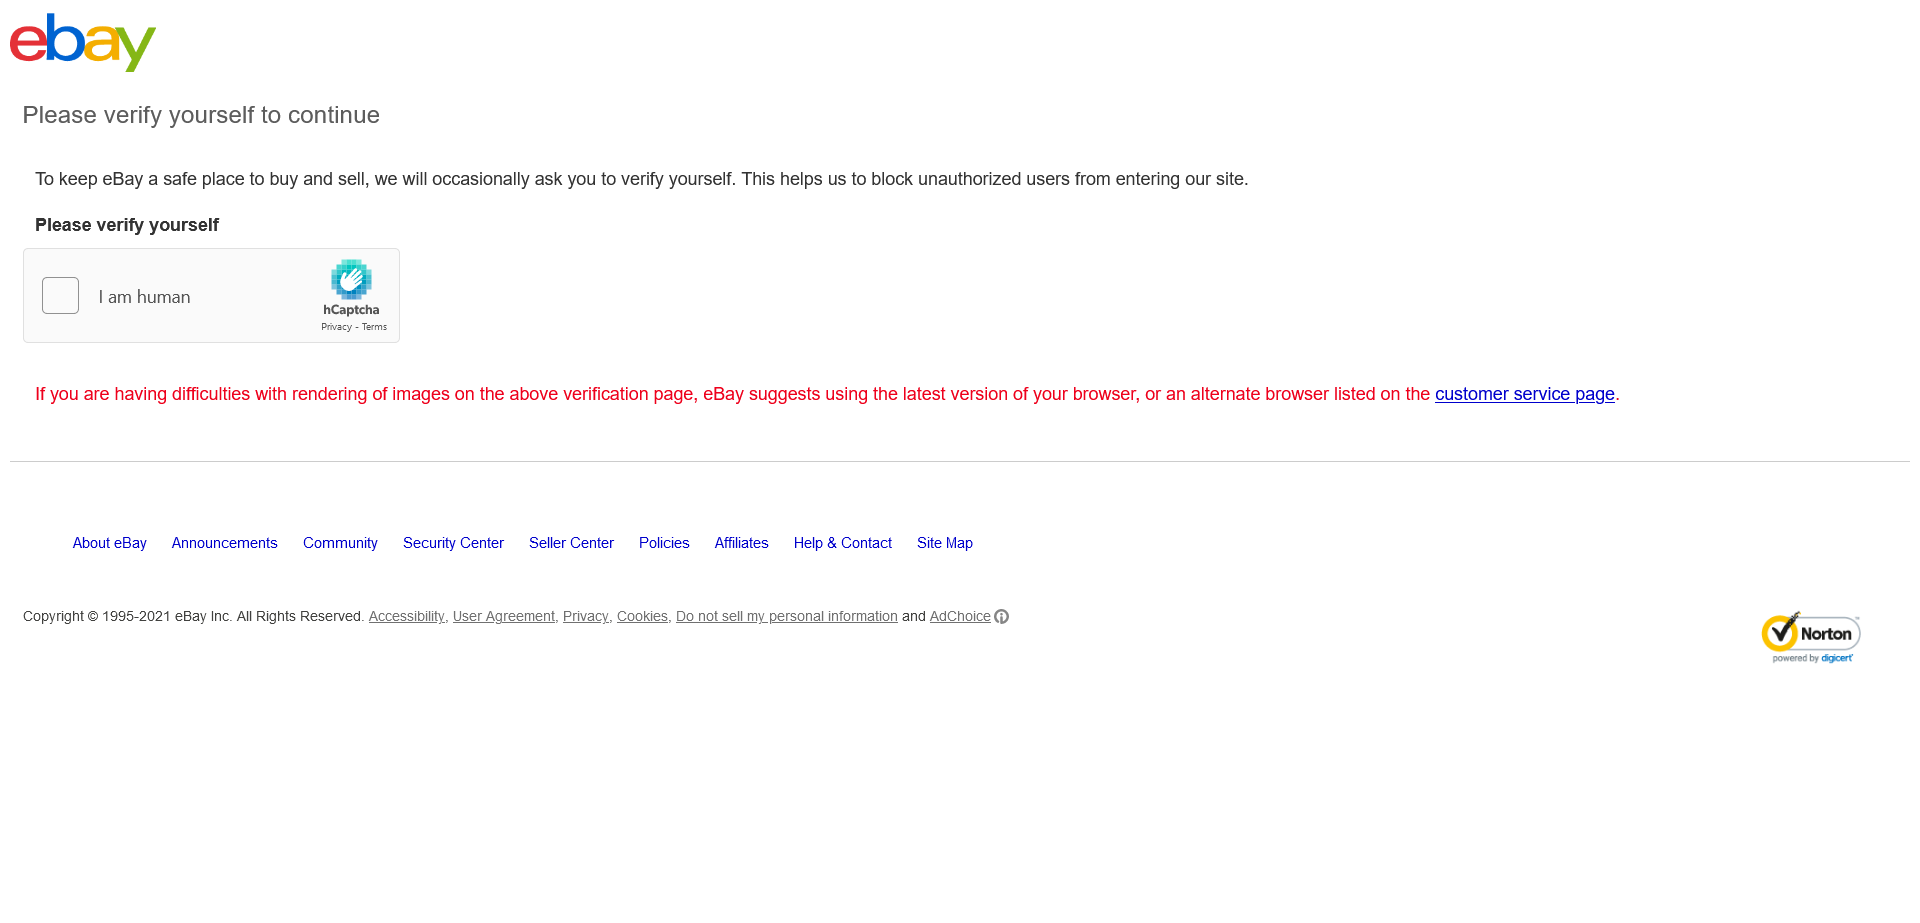 ebay
Please verify yourself to continue
To keep eBay a safe place to buy and sell, we will occasionally ask you to verify yourself. This helps us to block unauthorized users from entering our site.
Please verify yourself
I am human
hCaptcha
Privacy - Terms
If you are having difficulties with rendering of images on the above verification page, eBay suggests using the latest version of your browser, or an alternate browser listed on the customer service page.
About eBay Announcements Community Security Center Seller Center Policies Affiliates Help & Contact Site Map
Copyright © 1995-2021 eBay Inc. All Rights Reserved. Accessibility, User Agreement, Privacy, Cookies, Do not sell my personal information and AdChoice
Norton
powered by digicert